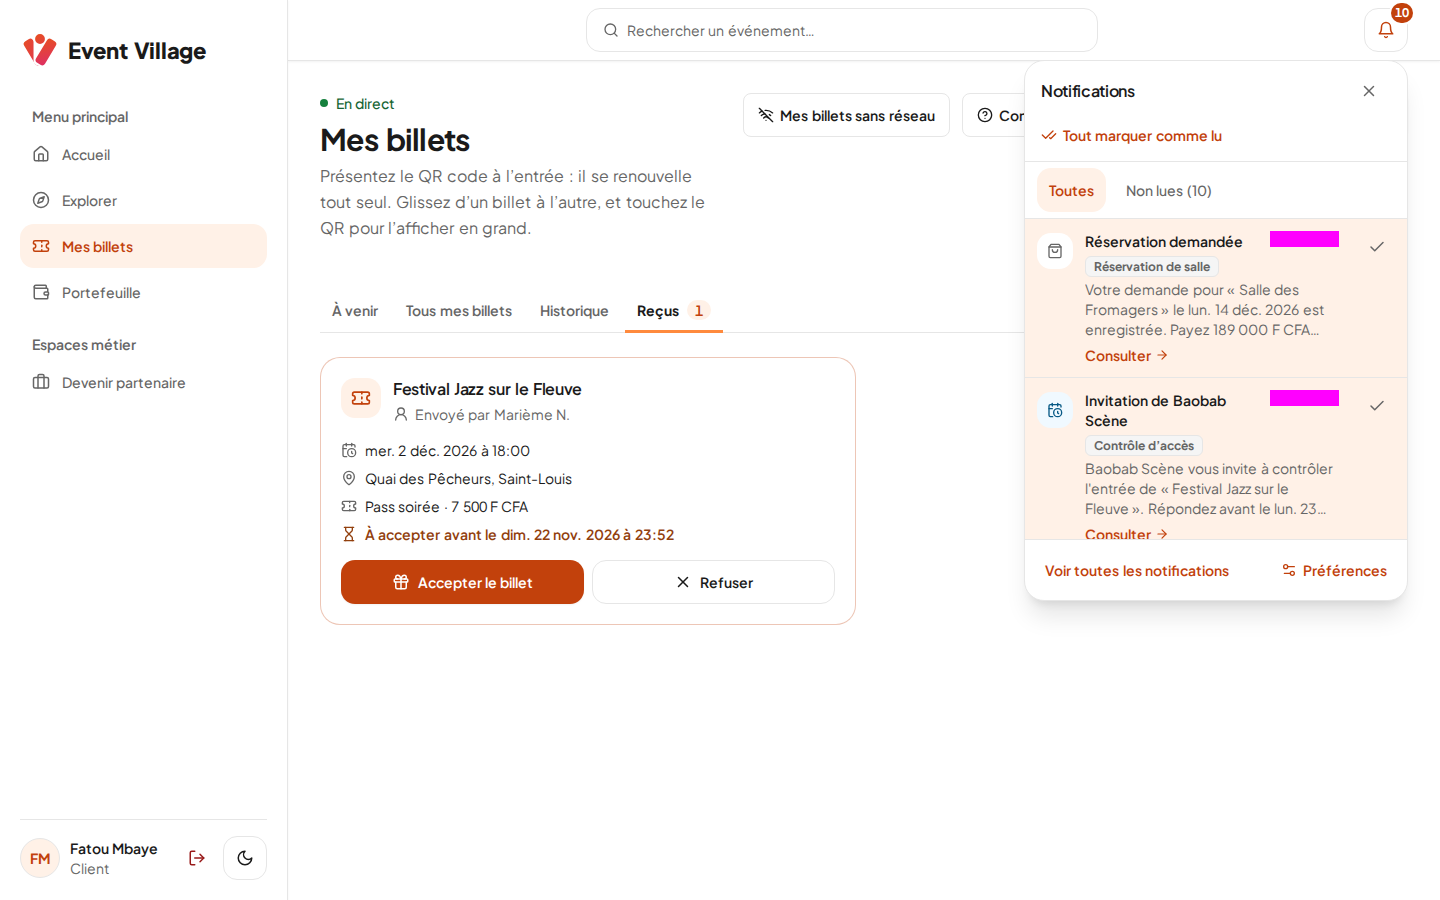 Event Village
Menu principal
Accueil
Explorer
Mes billets
Portefeuille
Espaces métier
Devenir partenaire
FM
Fatou Mbaye
Client
Rechercher un événement…
10
En direct
Mes billets
Présentez le QR code à l’entrée : il se renouvelle
tout seul. Glissez d’un billet à l’autre, et touchez le
QR pour l’afficher en grand.
Mes billets sans réseau
À venir
Tous mes billets
Historique
Reçus 1
Festival Jazz sur le Fleuve
Envoyé par Marième N.
mer. 2 déc. 2026 à 18:00
Quai des Pêcheurs, Saint-Louis
Pass soirée · 7 500 F CFA
À accepter avant le dim. 22 nov. 2026 à 23:52
Accepter le billet
Refuser
Notifications
Tout marquer comme lu
Toutes
Non lues (10)
Réservation demandée
Réservation de salle
Votre demande pour « Salle des
Fromagers » le lun. 14 déc. 2026 est
enregistrée. Payez 189 000 F CFA…
Consulter
Invitation de Baobab
Scène
Contrôle d’accès
Baobab Scène vous invite à contrôler
l'entrée de « Festival Jazz sur le
Fleuve ». Répondez avant le lun. 23…
Consulter
Voir toutes les notifications
Préférences